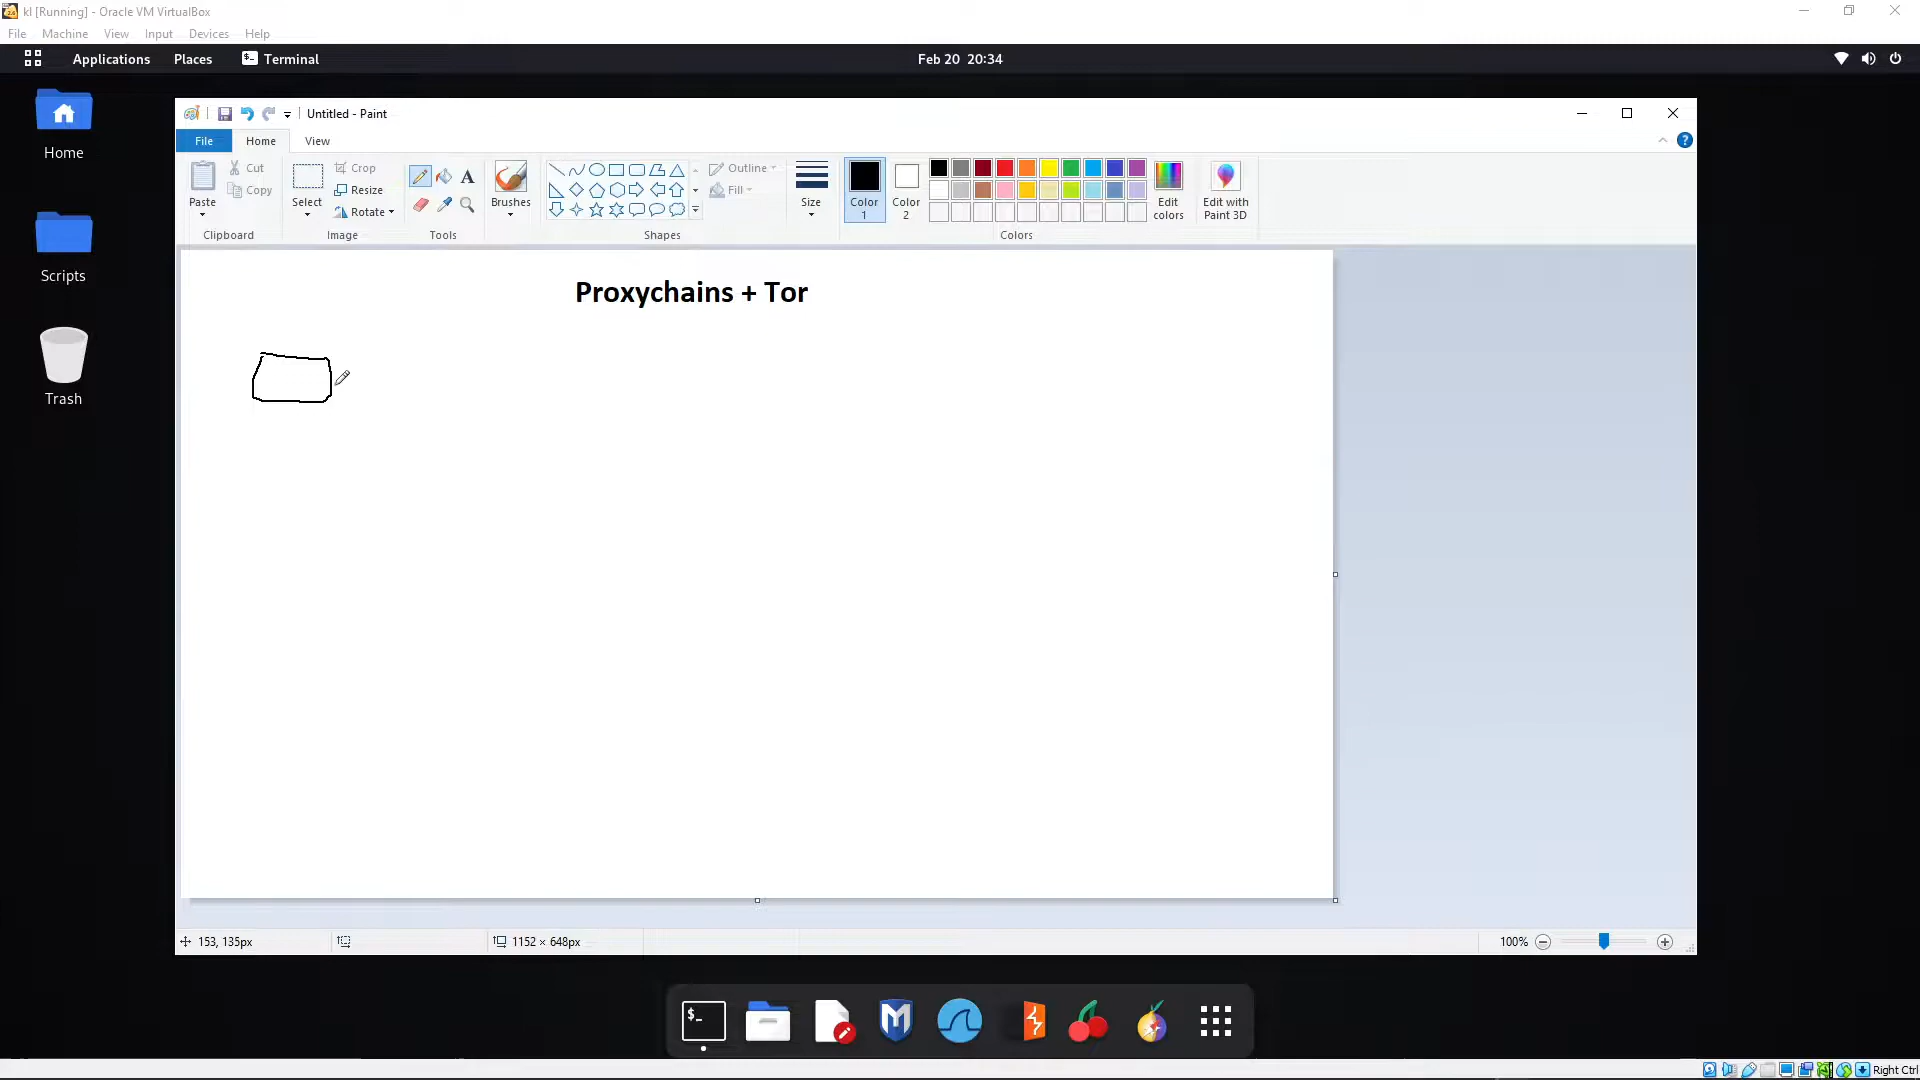 kl [Running] - Oracle VM VirtualBox
File Machine View Input Devices Help
Applications Places Terminal Feb 20 20:34
Home
Scripts
Trash
Untitled - Paint
File Home View
Paste
Cut
Copy
Clipboard
Select
Crop
Resize
Rotate
Image
A
Tools
Brushes
Outline
Fill
Shapes
Size
Color 1
Color 2
Edit colors
Edit with Paint 3D
Colors
Proxychains + Tor
153, 135px 1152 × 648px 100%
$_
Right Ctrl